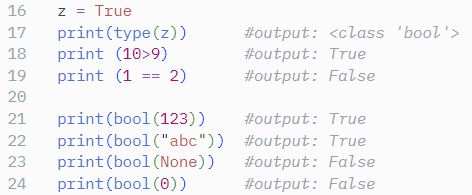 16 z = True
17 print(type(z)) #output: <class 'bool'>
18 print (10>9) #output: True
19 print (1 == 2) #output: False
20
21 print(bool(123)) #output: True
22 print(bool("abc")) #output: True
23 print(bool(None)) #output: False
24 print(bool(0)) #output: False